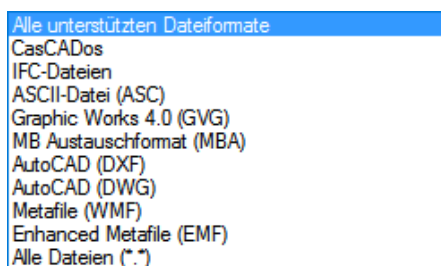 Alle unterstützten Dateiformate
CasCADos
IFC-Dateien
ASCII-Datei (ASC)
Graphic Works 4.0 (GVG)
MB Austauschformat (MBA)
AutoCAD (DXF)
AutoCAD (DWG)
Metafile (WMF)
Enhanced Metafile (EMF)
Alle Dateien (*.*)